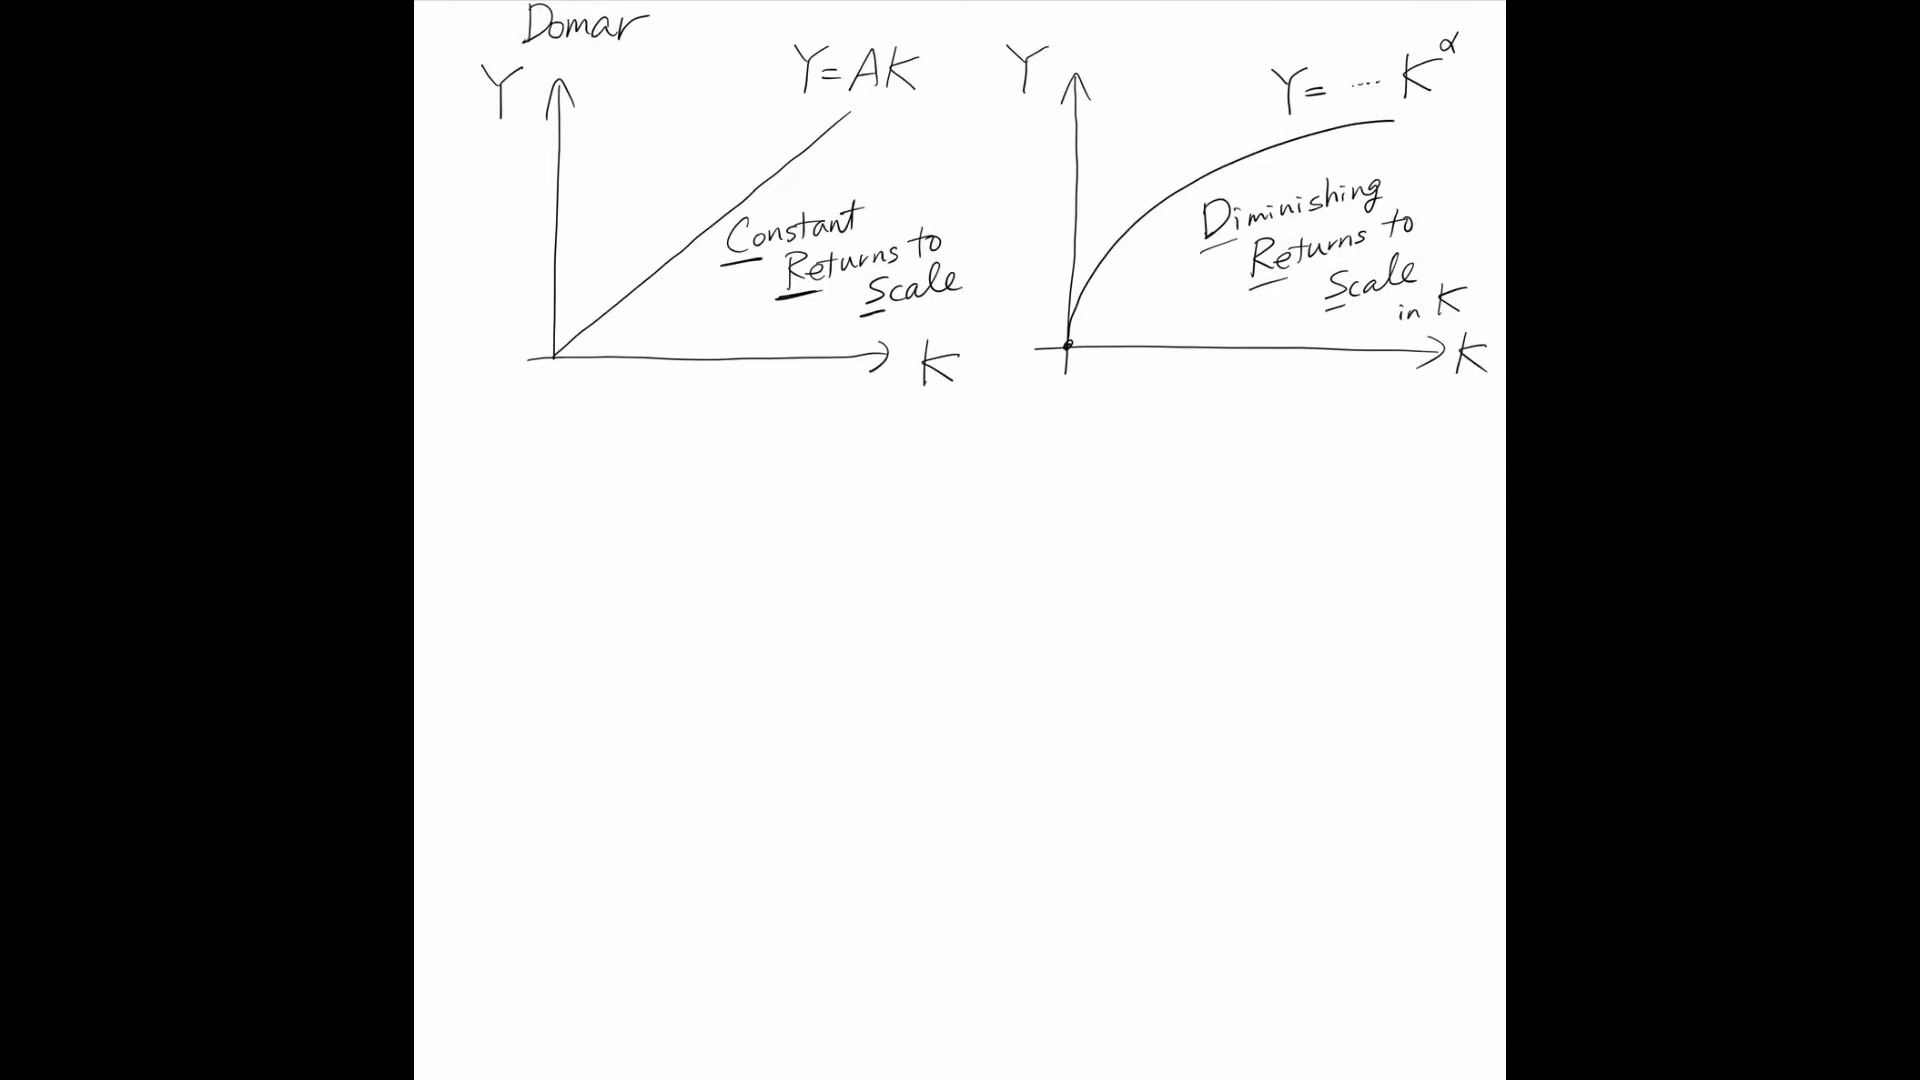 Domar
Y
Y=AK
Constant
Returns to
Scale
K
Y
Y= .... K^α
Diminishing
Returns to
Scale
in K
K